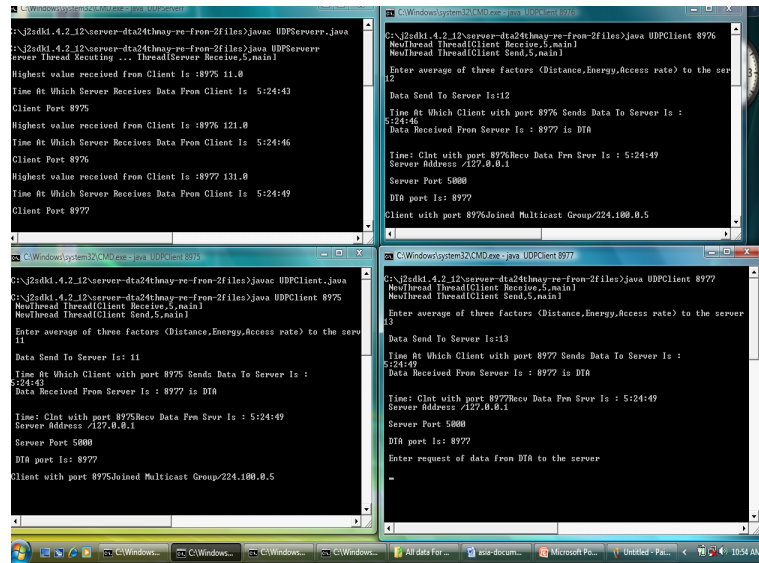 C:\Windows\system32\CMD.exe - java UDPServerr
C:\j2sdk1.4.2_12\server-dta24thmay-re-from-2files>javac UDPServerr.java
:\j2sdk1.4.2_12\server-dta24thmay-re-from-2files>java UDPServerr
erver Thread Xecuting ... Thread[Server Receive,5,main]
Highest value received from Client Is :8975 11.0
Time At Which Server Receives Data From Client Is 5:24:43
Client Port 8975
Highest value received from Client Is :8976 121.0
Time At Which Server Receives Data From Client Is 5:24:46
Client Port 8976
Highest value received from Client Is :8977 131.0
Time At Which Server Receives Data From Client Is 5:24:49
Client Port 8977
C:\Windows\system32\CMD.exe - java UDPClient 8976
C:\j2sdk1.4.2_12\server-dta24thmay-re-from-2files>java UDPClient 8976
NewThread Thread[Client Receive,5,main]
NewThread Thread[Client Send,5,main]
Enter average of three factors (Distance,Energy,Access rate) to the ser
12
Data Send To Server Is:12
Time At Which Client with port 8976 Sends Data To Server Is :
5:24:46
Data Received From Server Is : 8977 is DTA
Time: Clnt with port 8976Recv Data Frm Srvr Is : 5:24:49
Server Address /127.0.0.1
Server Port 5000
DTA port Is: 8977
Client with port 8976Joined Multicast Group/224.100.0.5
C:\Windows\system32\CMD.exe - java UDPClient 8975
C:\j2sdk1.4.2_12\server-dta24thmay-re-from-2files>javac UDPClient.java
C:\j2sdk1.4.2_12\server-dta24thmay-re-from-2files>java UDPClient 8975
NewThread Thread[Client Receive,5,main]
NewThread Thread[Client Send,5,main]
Enter average of three factors (Distance,Energy,Access rate) to the serv
11
Data Send To Server Is: 11
Time At Which Client with port 8975 Sends Data To Server Is :
5:24:43
Data Received From Server Is : 8977 is DTA
Time: Clnt with port 8975Recv Data Frm Srvr Is : 5:24:49
Server Address /127.0.0.1
Server Port 5000
DTA port Is: 8977
Client with port 8975Joined Multicast Group/224.100.0.5
C:\Windows\system32\CMD.exe - java UDPClient 8977
C:\j2sdk1.4.2_12\server-dta24thmay-re-from-2files>java UDPClient 8977
NewThread Thread[Client Receive,5,main]
NewThread Thread[Client Send,5,main]
Enter average of three factors (Distance,Energy,Access rate) to the server
13
Data Send To Server Is:13
Time At Which Client with port 8977 Sends Data To Server Is :
5:24:49
Data Received From Server Is : 8977 is DTA
Time: Clnt with port 8977Recv Data Frm Srvr Is : 5:24:49
Server Address /127.0.0.1
Server Port 5000
DTA port Is: 8977
Enter request of data from DTA to the server
C:\Windows... C:\Windows... C:\Windows... C:\Windows... All data For ... asia-docum... Microsoft Po... Untitled - Pai... 10:54 AM